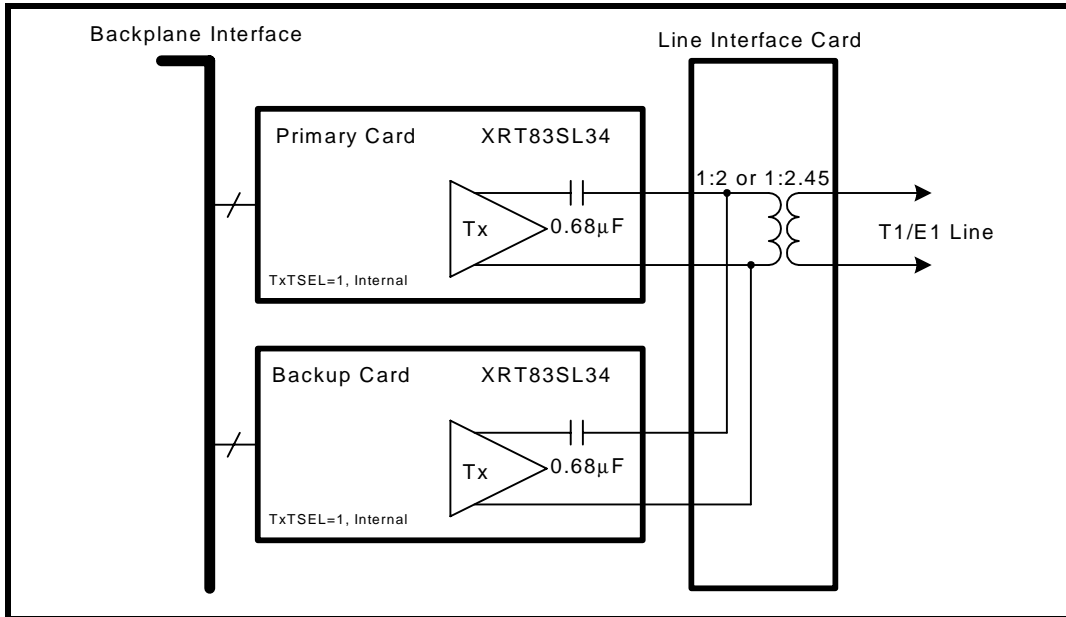 Backplane Interface
Line Interface Card
Primary Card XRT83SL34
1:2 or 1:2.45
Tx
0.68µF
T1/E1 Line
TxTSEL=1, Internal
Backup Card XRT83SL34
Tx
0.68µF
TxTSEL=1, Internal